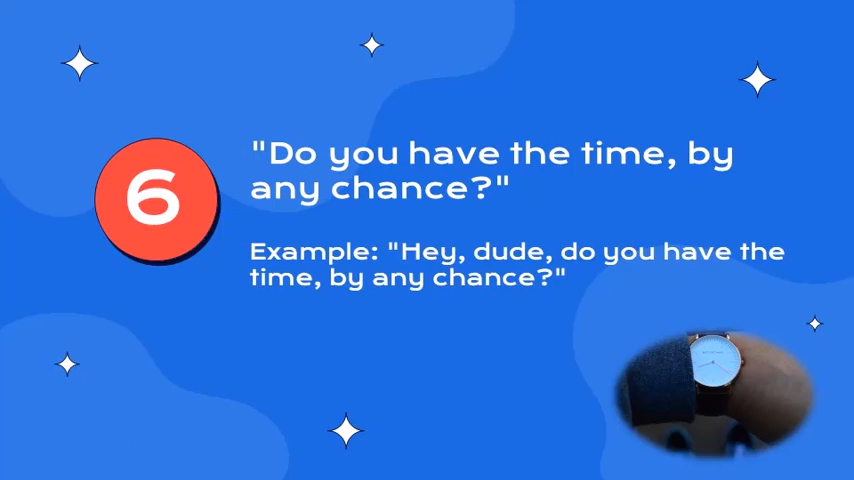 6
"Do you have the time, by
any chance?"
Example: "Hey, dude, do you have the
time, by any chance?"